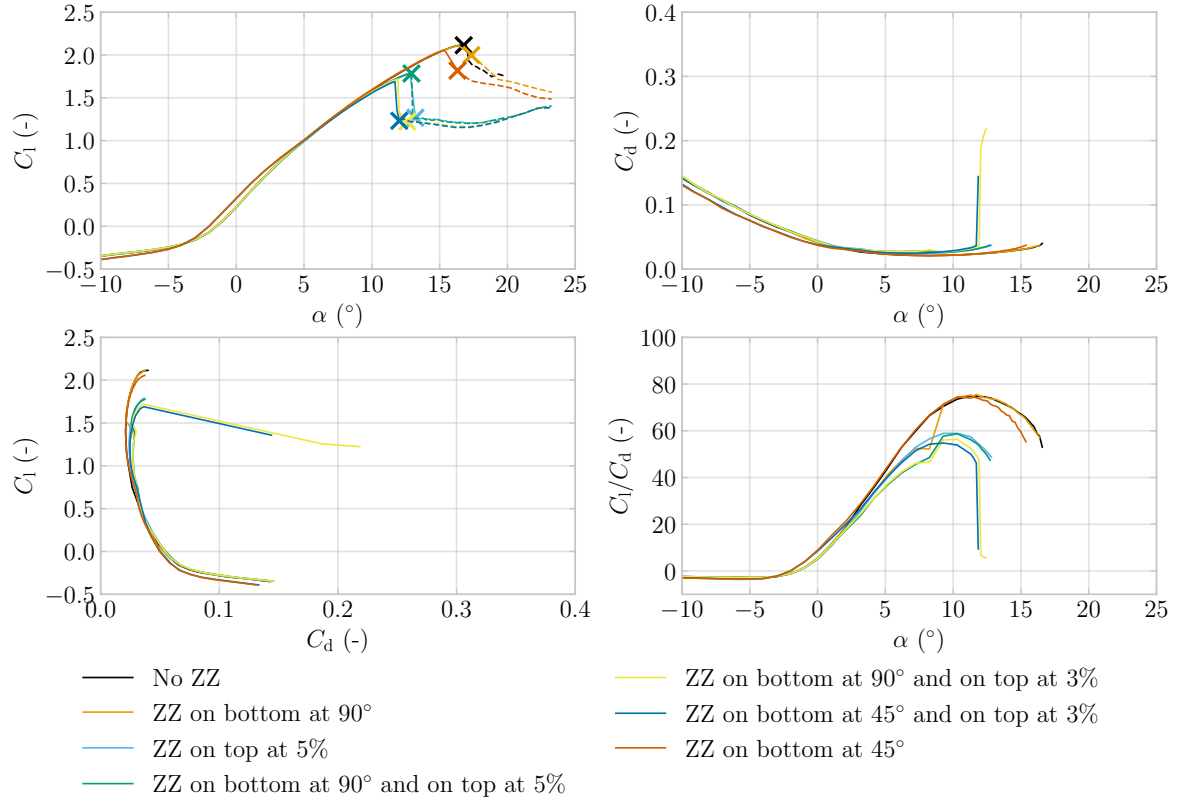 2.5
2.0
1.5
1.0
0.5
0.0
−0.5
C_l (-)
−10 −5 0 5 10 15 20 25
α (°)
0.4
0.3
0.2
0.1
0.0
C_d (-)
−10 −5 0 5 10 15 20 25
α (°)
2.5
2.0
1.5
1.0
0.5
0.0
−0.5
C_l (-)
0.0 0.1 0.2 0.3 0.4
C_d (-)
100
80
60
40
20
0
C_l/C_d (-)
−10 −5 0 5 10 15 20 25
α (°)
No ZZ
ZZ on bottom at 90°
ZZ on top at 5%
ZZ on bottom at 90° and on top at 5%
ZZ on bottom at 90° and on top at 3%
ZZ on bottom at 45° and on top at 3%
ZZ on bottom at 45°